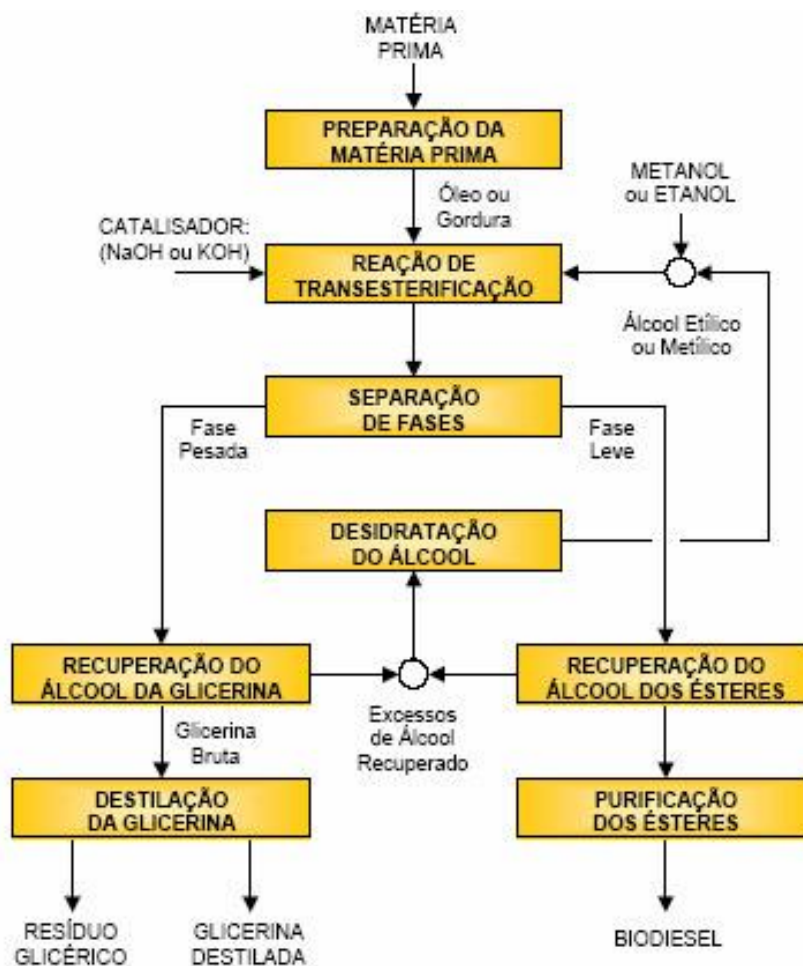 MATÉRIA
PRIMA
PREPARAÇÃO DA
MATÉRIA PRIMA
METANOL
ou ETANOL
Óleo ou
Gordura
CATALISADOR:
(NaOH ou KOH)
REAÇÃO DE
TRANSESTERIFICAÇÃO
Álcool Etílico
ou Metílico
SEPARAÇÃO
DE FASES
Fase
Pesada
Fase
Leve
DESIDRATAÇÃO
DO ÁLCOOL
RECUPERAÇÃO DO
ÁLCOOL DA GLICERINA
RECUPERAÇÃO DO
ÁLCOOL DOS ÉSTERES
Excessos
de Álcool
Recuperado
Glicerina
Bruta
DESTILAÇÃO
DA GLICERINA
PURIFICAÇÃO
DOS ÉSTERES
RESÍDUO
GLICÉRICO
GLICERINA
DESTILADA
BIODIESEL